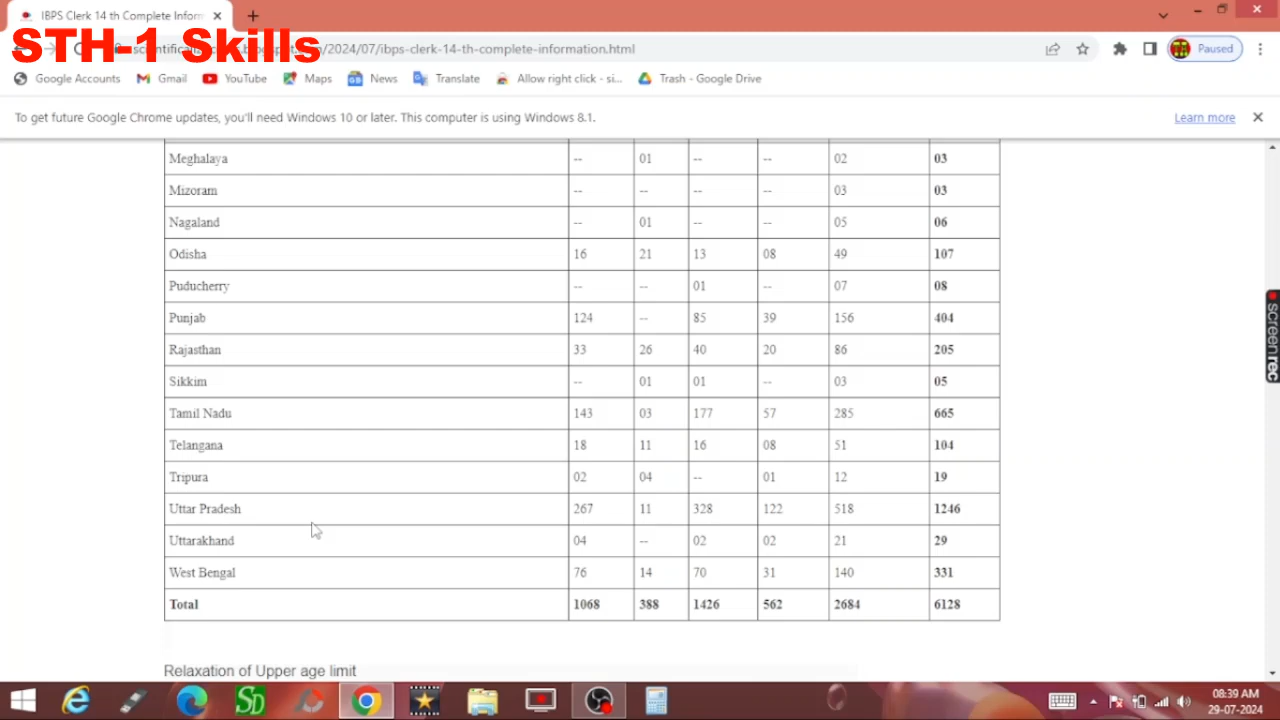 IBPS Clerk 14 th Complete Inform
STH-1 Skills
/2024/07/ibps-clerk-14-th-complete-information.html
Paused
Google Accounts Gmail YouTube Maps News Translate Allow right click - si... Trash - Google Drive
To get future Google Chrome updates, you'll need Windows 10 or later. This computer is using Windows 8.1. Learn more
Meghalaya -- 01 -- -- 02 03
Mizoram -- -- -- -- 03 03
Nagaland -- 01 -- -- 05 06
Odisha 16 21 13 08 49 107
Puducherry -- -- 01 -- 07 08
Punjab 124 -- 85 39 156 404
Rajasthan 33 26 40 20 86 205
Sikkim -- 01 01 -- 03 05
Tamil Nadu 143 03 177 57 285 665
Telangana 18 11 16 08 51 104
Tripura 02 04 -- 01 12 19
Uttar Pradesh 267 11 328 122 518 1246
Uttarakhand 04 -- 02 02 21 29
West Bengal 76 14 70 31 140 331
Total 1068 388 1426 562 2684 6128
Relaxation of Upper age limit
screenrec
08:39 AM
29-07-2024